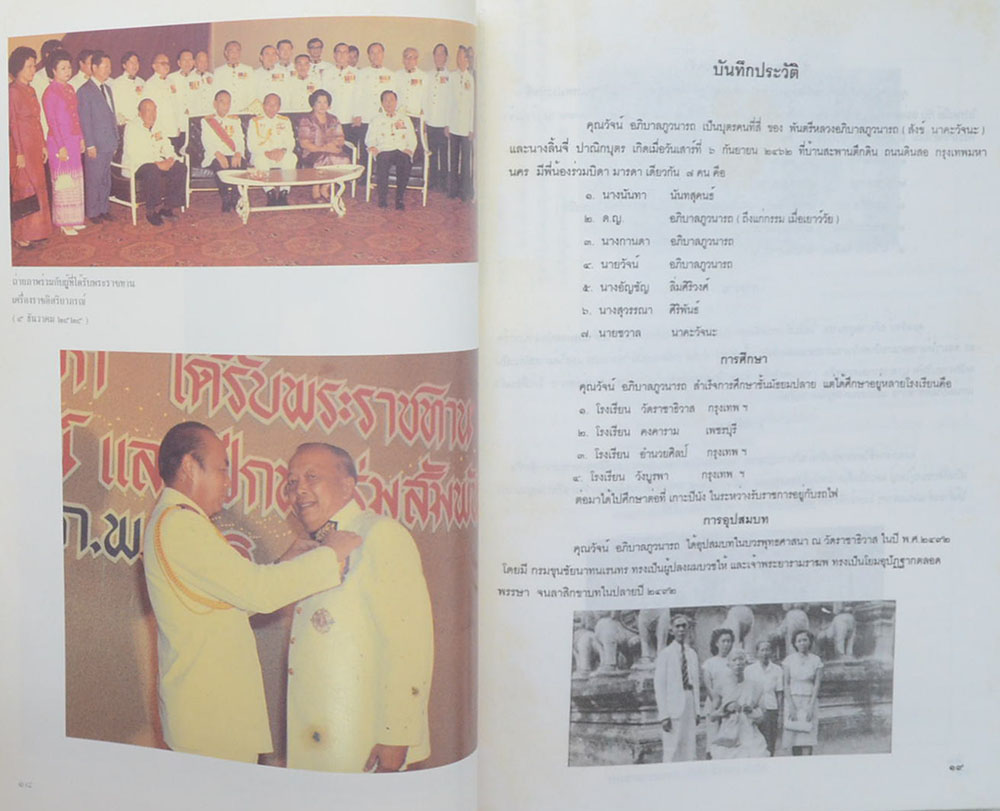 ถ่ายภาพร่วมกับผู้ที่ได้รับพระราชทาน
เครื่องราชอิสริยาภรณ์
( ๙ ธันวาคม ๒๕๒๕ )
ได้รับพระราชทาน
๑๘
บันทึกประวัติ
คุณวัจน์ อภิบาลภูวนารถ เป็นบุตรคนที่สี่ ของ พันตรีหลวงอภิบาลภูวนารถ ( สังข์ นาคะวัจนะ )
และนางลิ้นจี่ ปาณิกบุตร เกิดเมื่อวันเสาร์ที่ ๖ กันยายน ๒๔๖๒ ที่บ้านสะพานตึกดิน ถนนดินสอ กรุงเทพมหา
นคร มีพี่น้องร่วมบิดา มารดา เดียวกัน ๗ คน คือ
๑. นางนันทา นันทสุคนธ์
๒. ด.ญ. อภิบาลภูวนารถ ( ถึงแก่กรรม เมื่อเยาว์วัย )
๓. นางกานดา อภิบาลภูวนารถ
๔. นายวัจน์ อภิบาลภูวนารถ
๕. นางอัญชัญ ลิ่มศิริวงศ์
๖. นางสุวรรณา ศิริพันธ์
๗. นายชวาล นาคะวัจนะ
การศึกษา
คุณวัจน์ อภิบาลภูวนารถ สำเร็จการศึกษาชั้นมัธยมปลาย แต่ได้ศึกษาอยู่หลายโรงเรียนคือ
๑. โรงเรียน วัดราชาธิวาส กรุงเทพ ฯ
๒. โรงเรียน คงคาราม เพชรบุรี
๓. โรงเรียน อำนวยศิลป์ กรุงเทพ ฯ
๔. โรงเรียน วังบูรพา กรุงเทพ ฯ
ต่อมาได้ไปศึกษาต่อที่ เกาะปีนัง ในระหว่างรับราชการอยู่กับรถไฟ
การอุปสมบท
คุณวัจน์ อภิบาลภูวนารถ ได้อุปสมบทในบวรพุทธศาสนา ณ วัดราชาธิวาส ในปี พ.ศ.๒๔๙๒
โดยมี กรมขุนชัยนาทนเรนทร ทรงเป็นผู้ปลงผมบวชให้ และเจ้าพระยารามราฆพ ทรงเป็นโยมอุปัฏฐากตลอด
พรรษา จนลาสิกขาบทในปลายปี ๒๔๙๒
๑๙